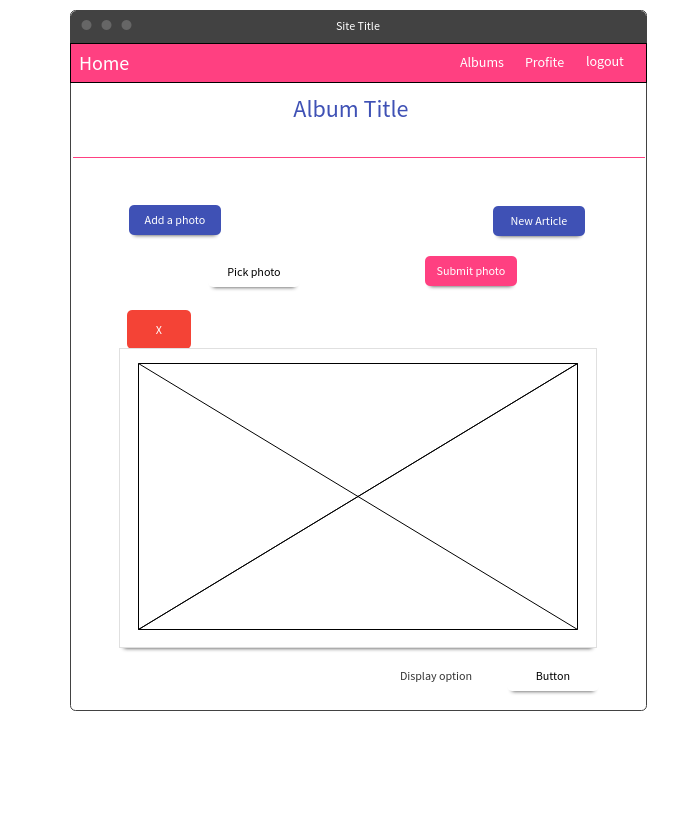 Site Title
Home Albums Profite logout
Album Title
Add a photo New Article
Pick photo Submit photo
X
Display option Button